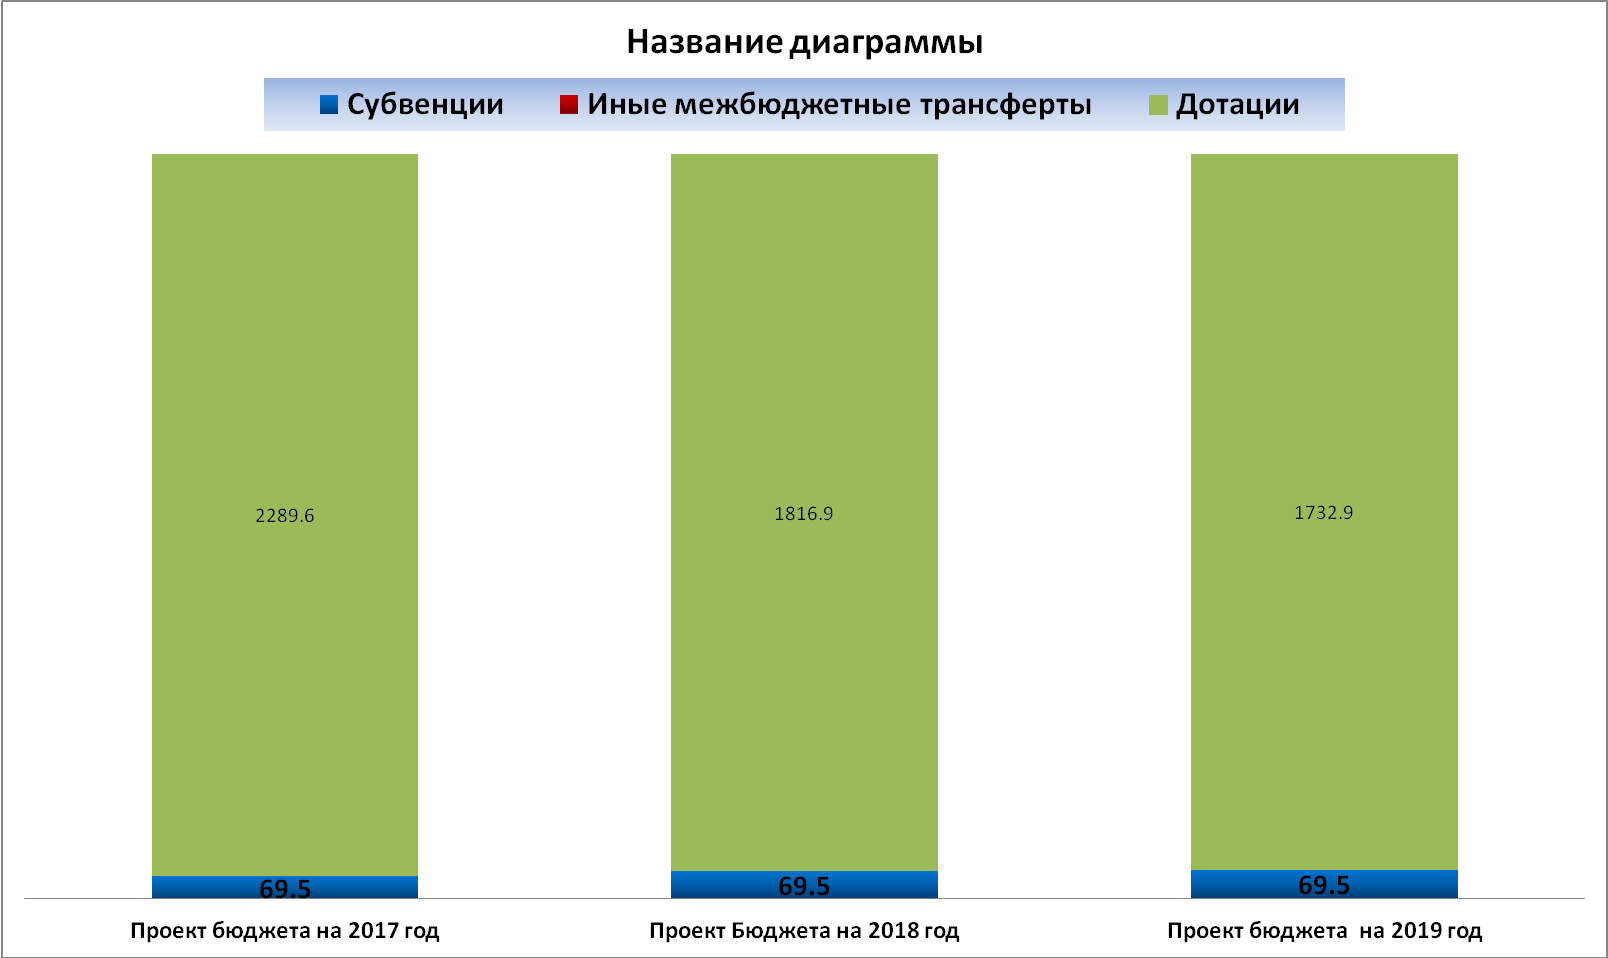 Название диаграммы
Субвенции Иные межбюджетные трансферты Дотации
2289.6 1816.9 1732.9
69.5 69.5 69.5
Проект бюджета на 2017 год Проект Бюджета на 2018 год Проект бюджета  на 2019 год